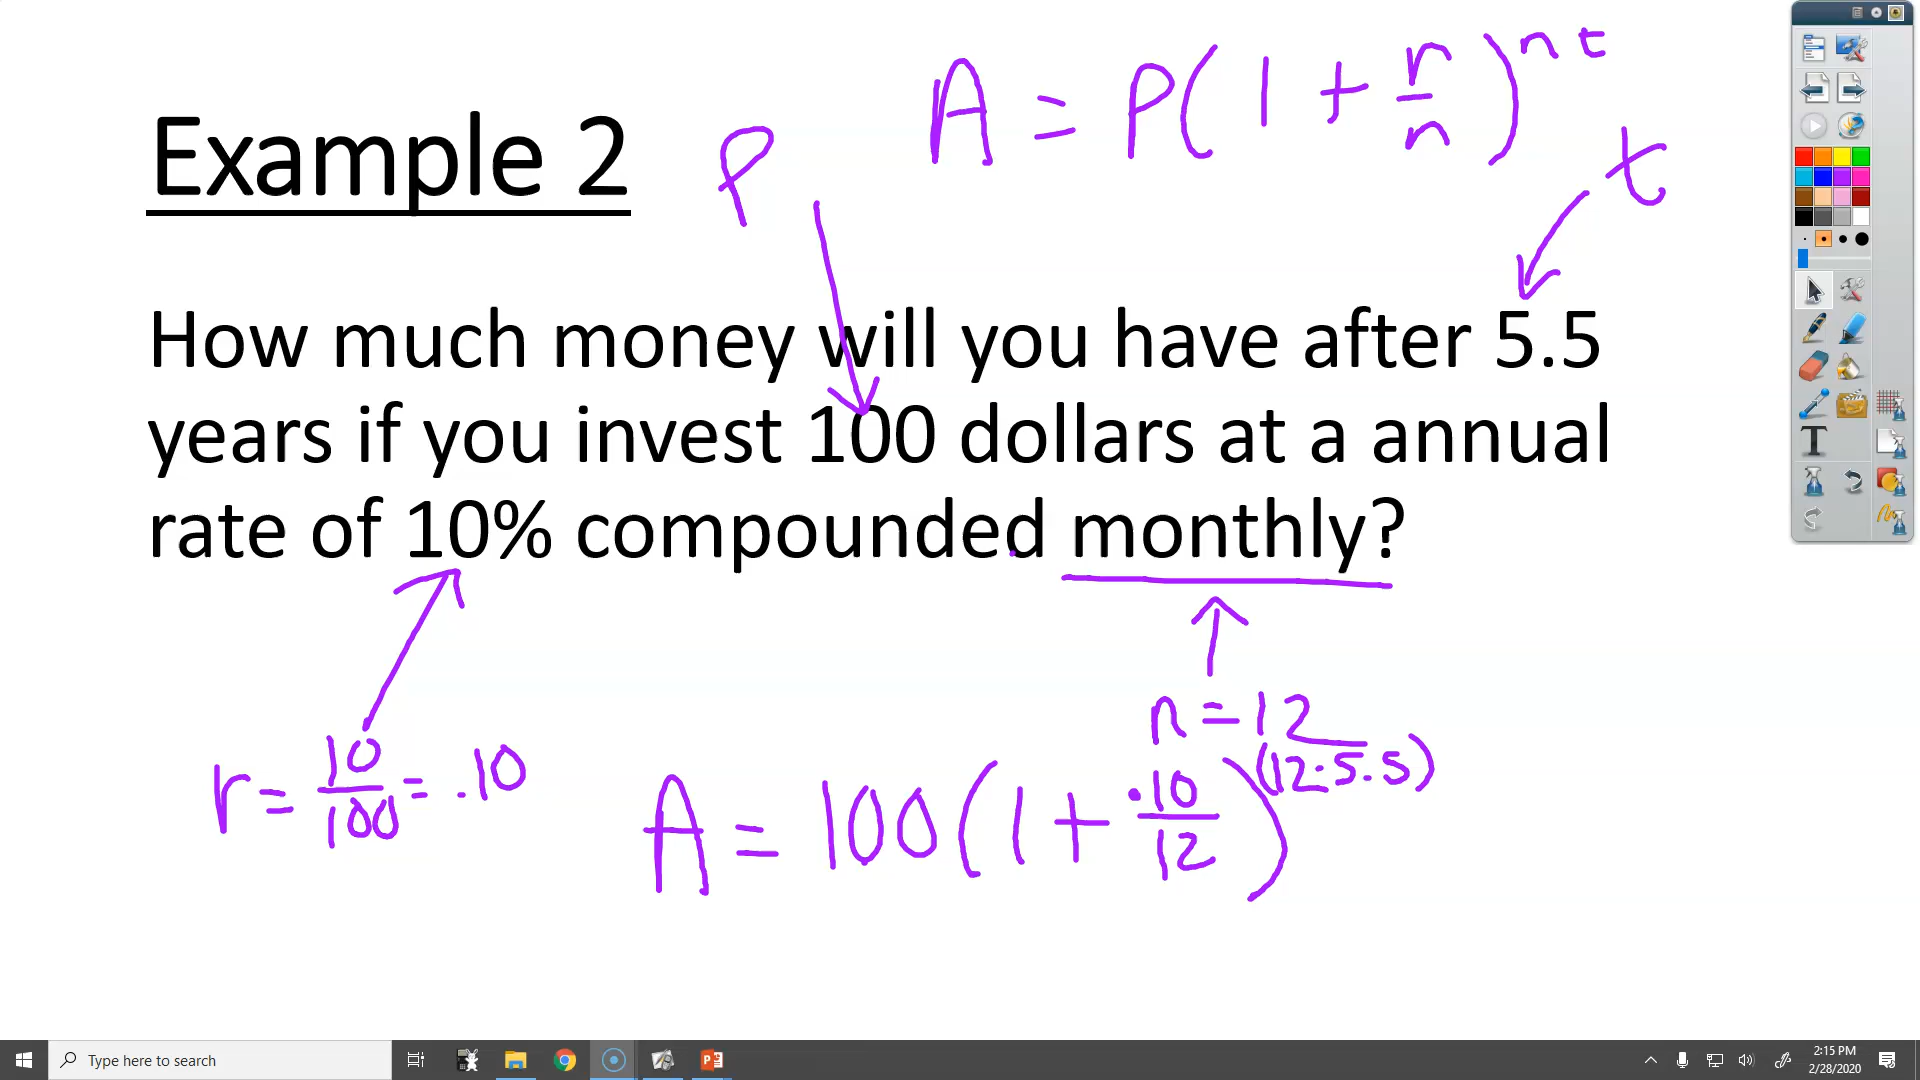 A = P(1 + r/n)^nt
Example 2
P
t
How much money will you have after 5.5
years if you invest 100 dollars at a annual
rate of 10% compounded monthly?
n = 12
r = 10/100 = .10
A = 100(1 + .10/12)^(12·5.5)
T
Type here to search
2:15 PM
2/28/2020